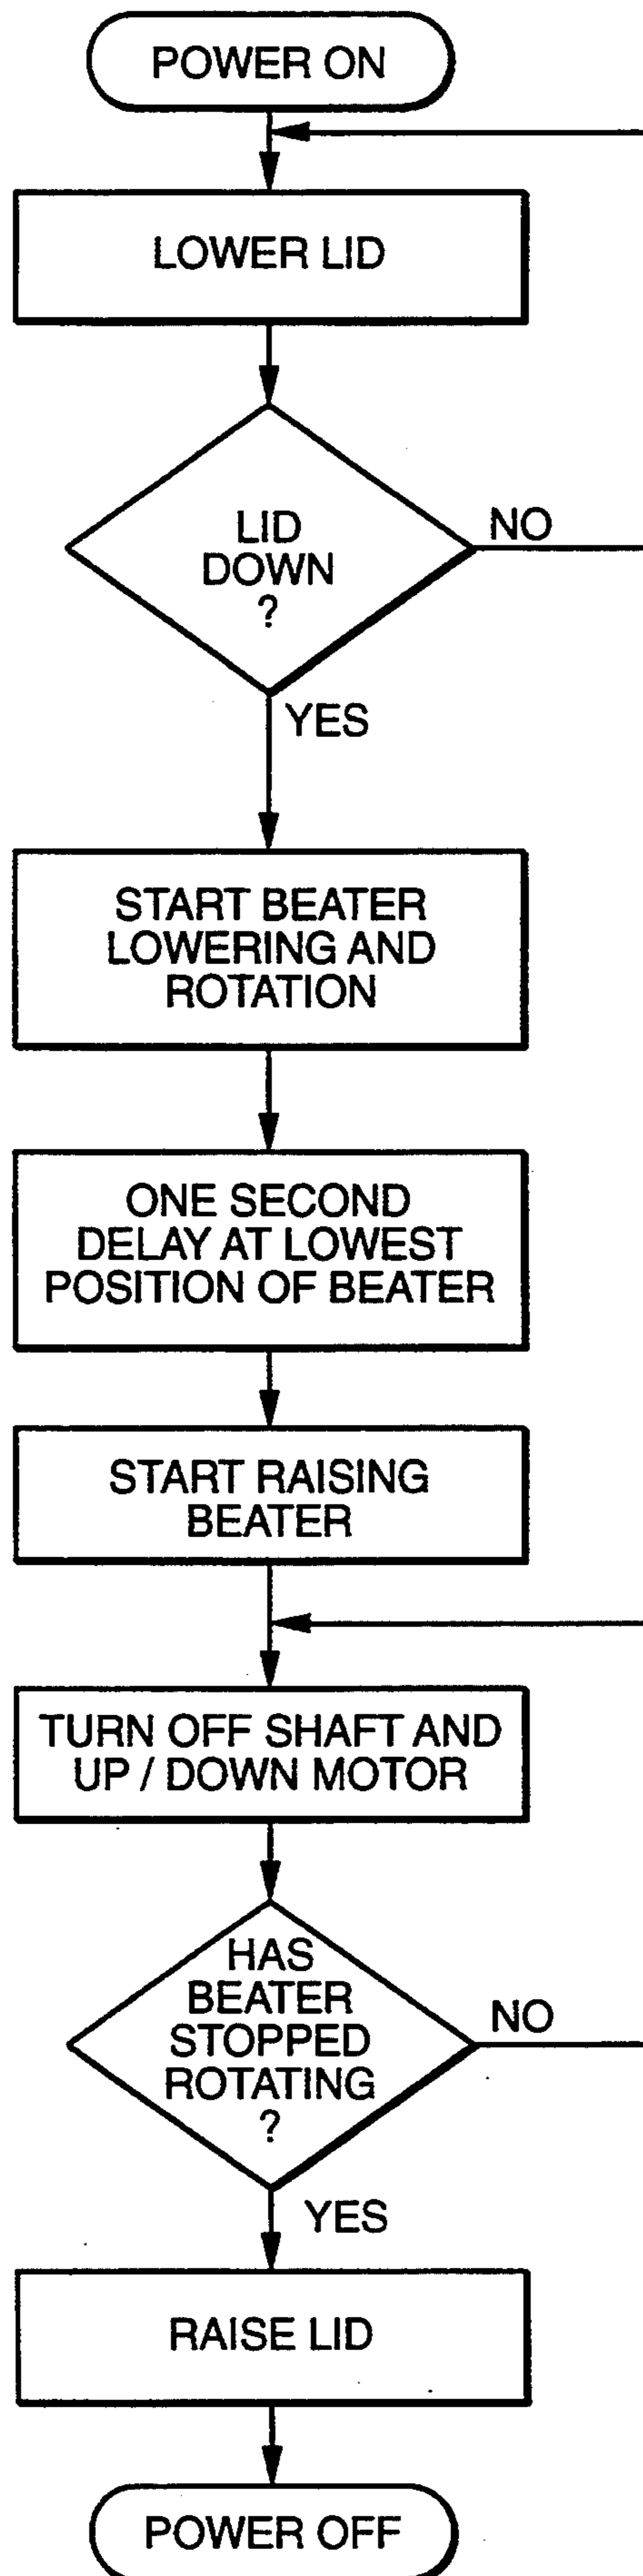 POWER ON
LOWER LID
LID
DOWN
?
NO
YES
START BEATER
LOWERING AND
ROTATION
ONE SECOND
DELAY AT LOWEST
POSITION OF BEATER
START RAISING
BEATER
TURN OFF SHAFT AND
UP / DOWN MOTOR
HAS
BEATER
STOPPED
ROTATING
?
NO
YES
RAISE LID
POWER OFF